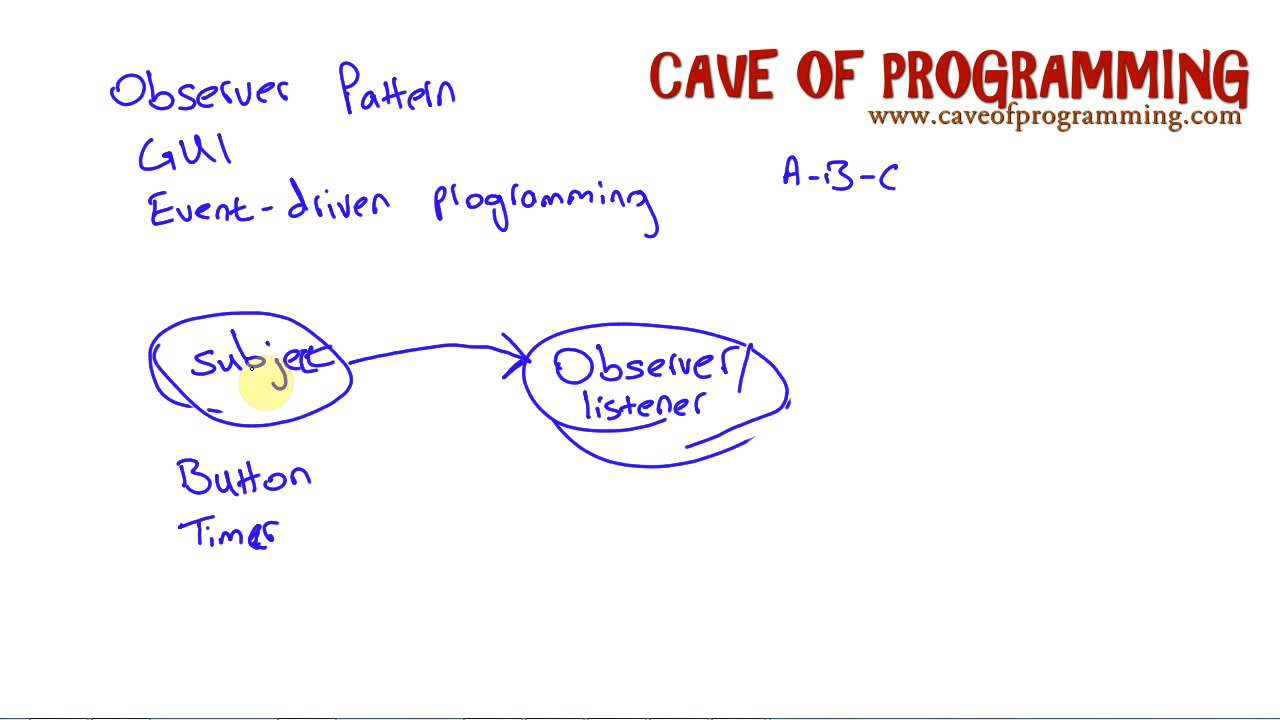 Observer Pattern
CAVE OF PROGRAMMING
www.caveofprogramming.com
GUI
A-B-C
Event-driven programming
subject
Observer/
listener
Button
Timer